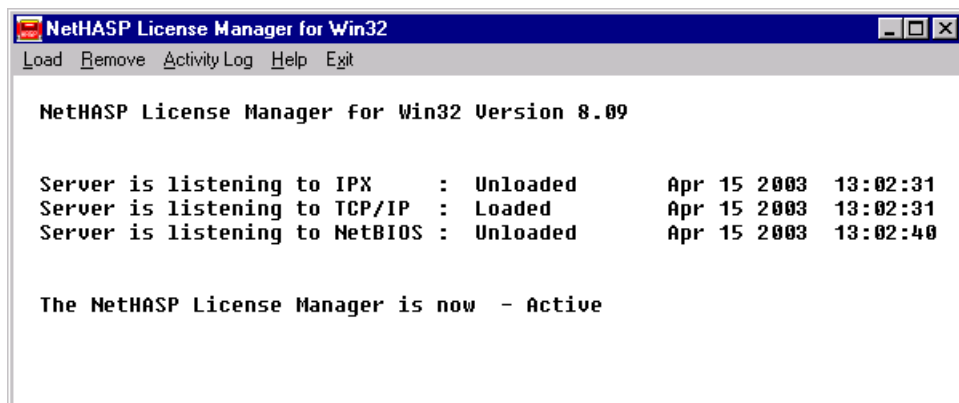 NetHASP License Manager for Win32
Load Remove Activity Log Help Exit
NetHASP License Manager for Win32 Version 8.09
Server is listening to IPX : Unloaded Apr 15 2003 13:02:31
Server is listening to TCP/IP : Loaded Apr 15 2003 13:02:31
Server is listening to NetBIOS : Unloaded Apr 15 2003 13:02:40
The NetHASP License Manager is now - Active